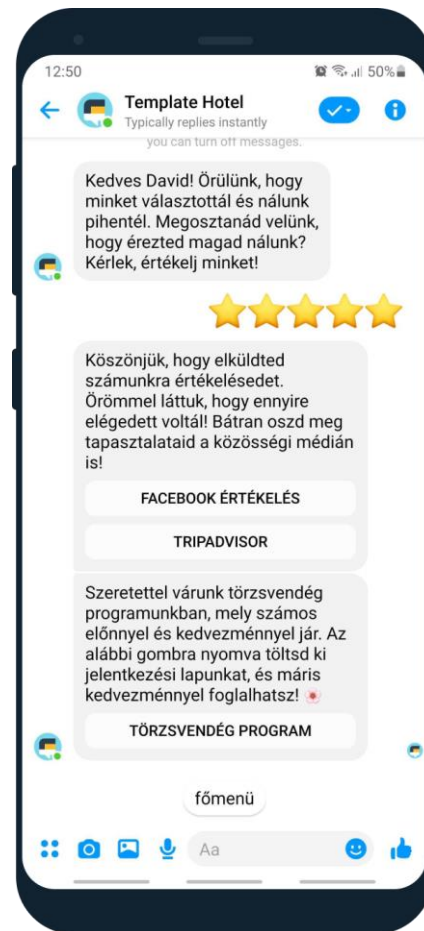 12:50
50%
Template Hotel
Typically replies instantly
you can turn off messages.
Kedves David! Örülünk, hogy
minket választottál és nálunk
pihentél. Megosztanád velünk,
hogy érezted magad nálunk?
Kérlek, értékelj minket!
Köszönjük, hogy elküldted
számunkra értékelésedet.
Örömmel láttuk, hogy ennyire
elégedett voltál! Bátran oszd meg
tapasztalataid a közösségi médián
is!
FACEBOOK ÉRTÉKELÉS
TRIPADVISOR
Szeretettel várunk törzsvendég
programunkban, mely számos
előnnyel és kedvezménnyel jár. Az
alábbi gombra nyomva töltsd ki
jelentkezési lapunkat, és máris
kedvezménnyel foglalhatsz!
TÖRZSVENDÉG PROGRAM
főmenü
Aa